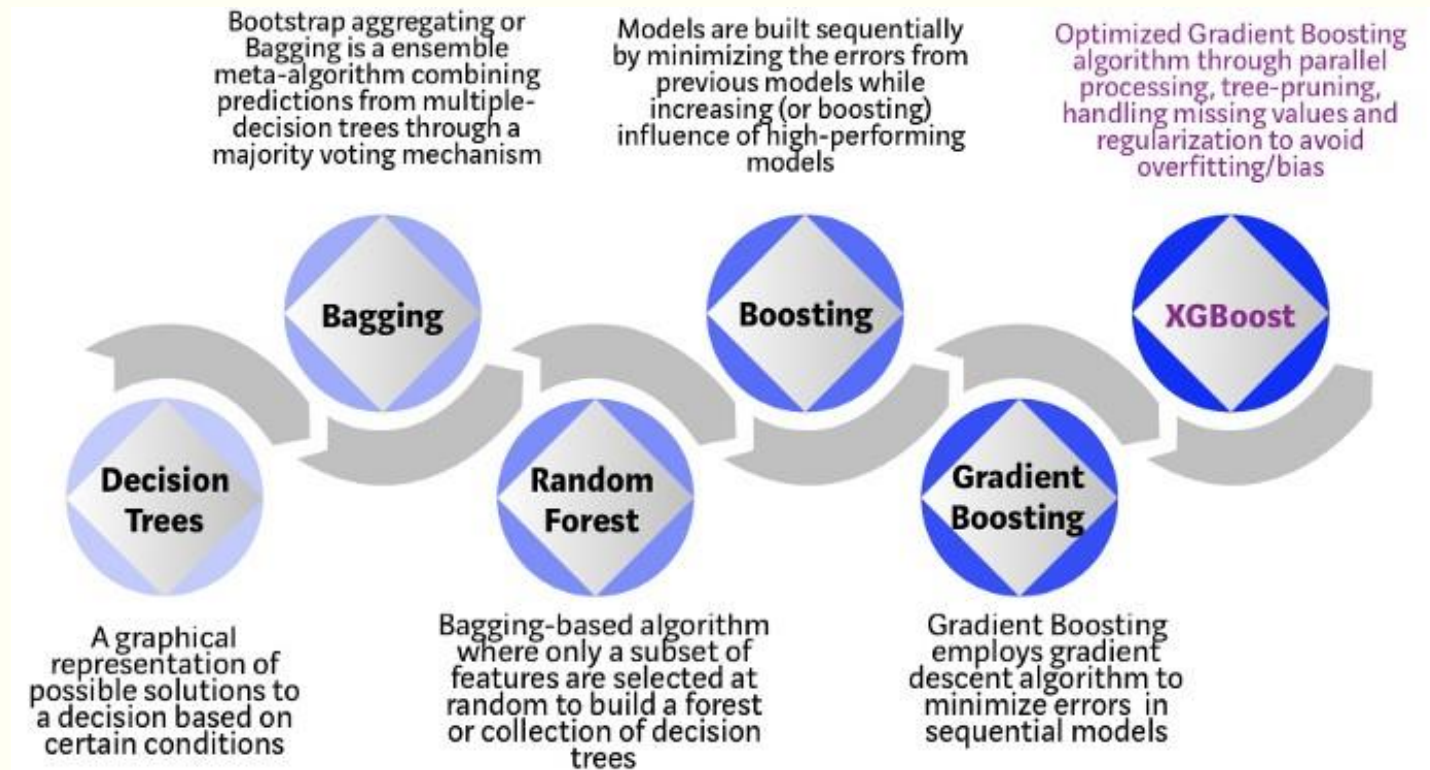 Bootstrap aggregating or
Bagging is a ensemble
meta-algorithm combining
predictions from multiple-
decision trees through a
majority voting mechanism
Models are built sequentially
by minimizing the errors from
previous models while
increasing (or boosting)
influence of high-performing
models
Optimized Gradient Boosting
algorithm through parallel
processing, tree-pruning,
handling missing values and
regularization to avoid
overfitting/bias
Bagging
Boosting
XGBoost
Decision
Trees
Random
Forest
Gradient
Boosting
A graphical
representation of
possible solutions to
a decision based on
certain conditions
Bagging-based algorithm
where only a subset of
features are selected at
random to build a forest
or collection of decision
trees
Gradient Boosting
employs gradient
descent algorithm to
minimize errors in
sequential models